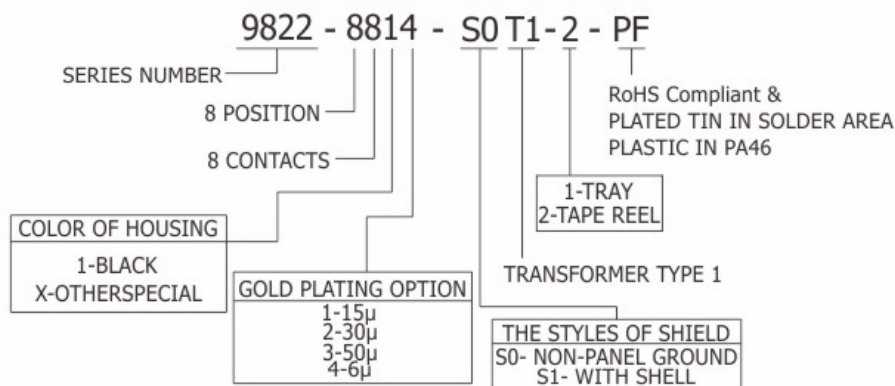 9822 - 8814 - S0 T1-2 - PF
SERIES NUMBER
8 POSITION
8 CONTACTS
RoHS Compliant &
PLATED TIN IN SOLDER AREA
PLASTIC IN PA46
1-TRAY
2-TAPE REEL
COLOR OF HOUSING
1-BLACK
X-OTHERSPECIAL
TRANSFORMER TYPE 1
GOLD PLATING OPTION
1-15μ
2-30μ
3-50μ
4-6μ
THE STYLES OF SHIELD
S0- NON-PANEL GROUND
S1- WITH SHELL